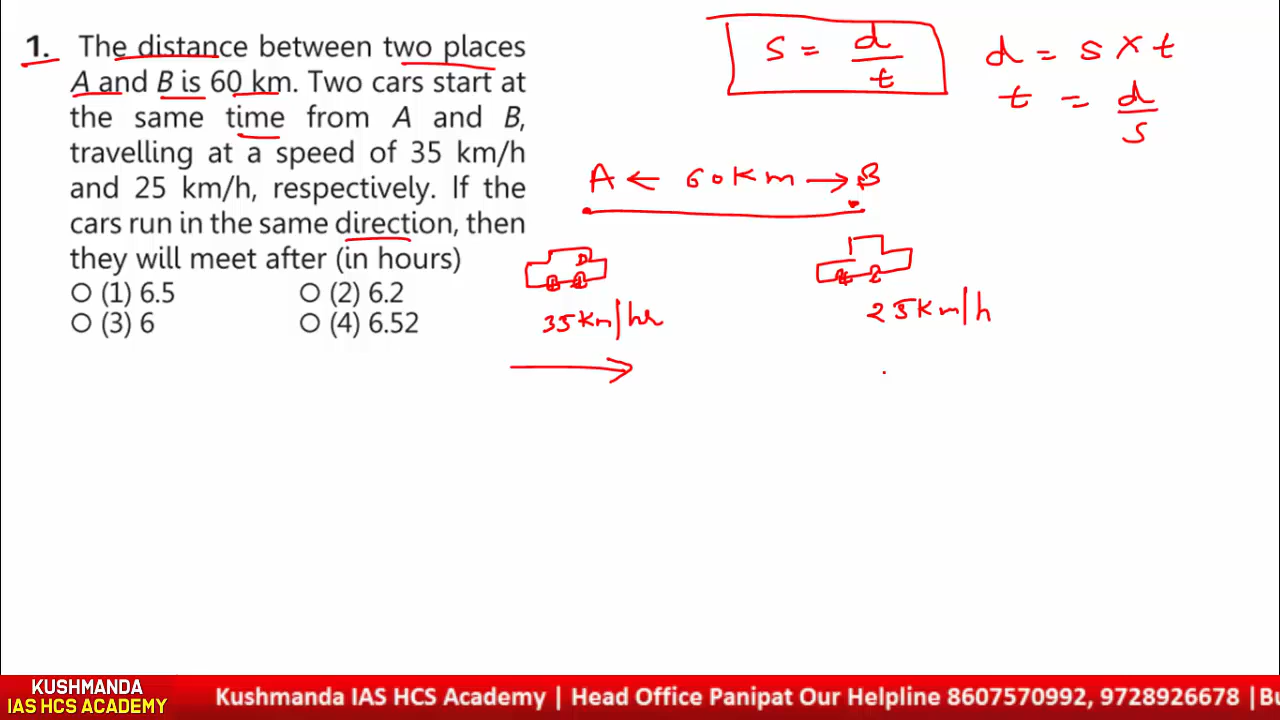 1. The distance between two places
A and B is 60 km. Two cars start at
the same time from A and B,
travelling at a speed of 35 km/h
and 25 km/h, respectively. If the
cars run in the same direction, then
they will meet after (in hours)
(1) 6.5 (2) 6.2
(3) 6 (4) 6.52
s = d/t
d = s × t
t = d/s
A ← 60km → B
35km/hr
25km/h
KUSHMANDA
IAS HCS ACADEMY
Kushmanda IAS HCS Academy | Head Office Panipat Our Helpline 8607570992, 9728926678 |Bu